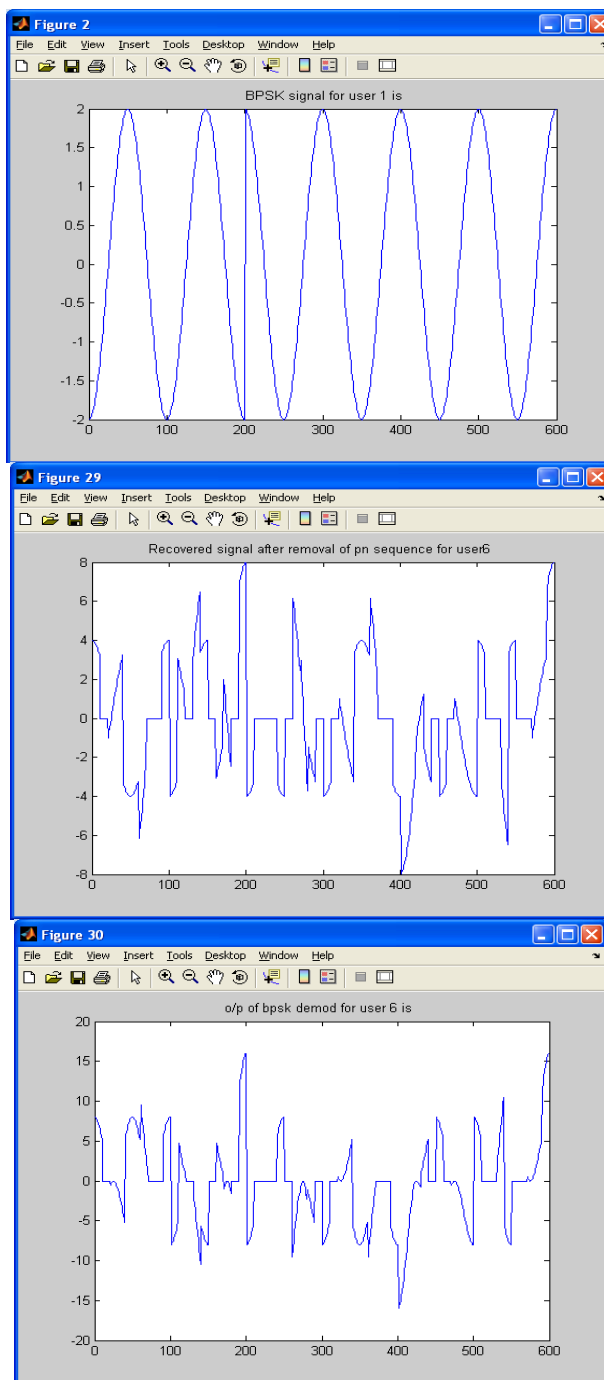 Figure 2
File Edit View Insert Tools Desktop Window Help
BPSK signal for user 1 is
2
1.5
1
0.5
0
-0.5
-1
-1.5
-2
0 100 200 300 400 500 600
Figure 29
File Edit View Insert Tools Desktop Window Help
Recovered signal after removal of pn sequence for user6
8
6
4
2
0
-2
-4
-6
-8
0 100 200 300 400 500 600
Figure 30
File Edit View Insert Tools Desktop Window Help
o/p of bpsk demod for user 6 is
20
15
10
5
0
-5
-10
-15
-20
0 100 200 300 400 500 600